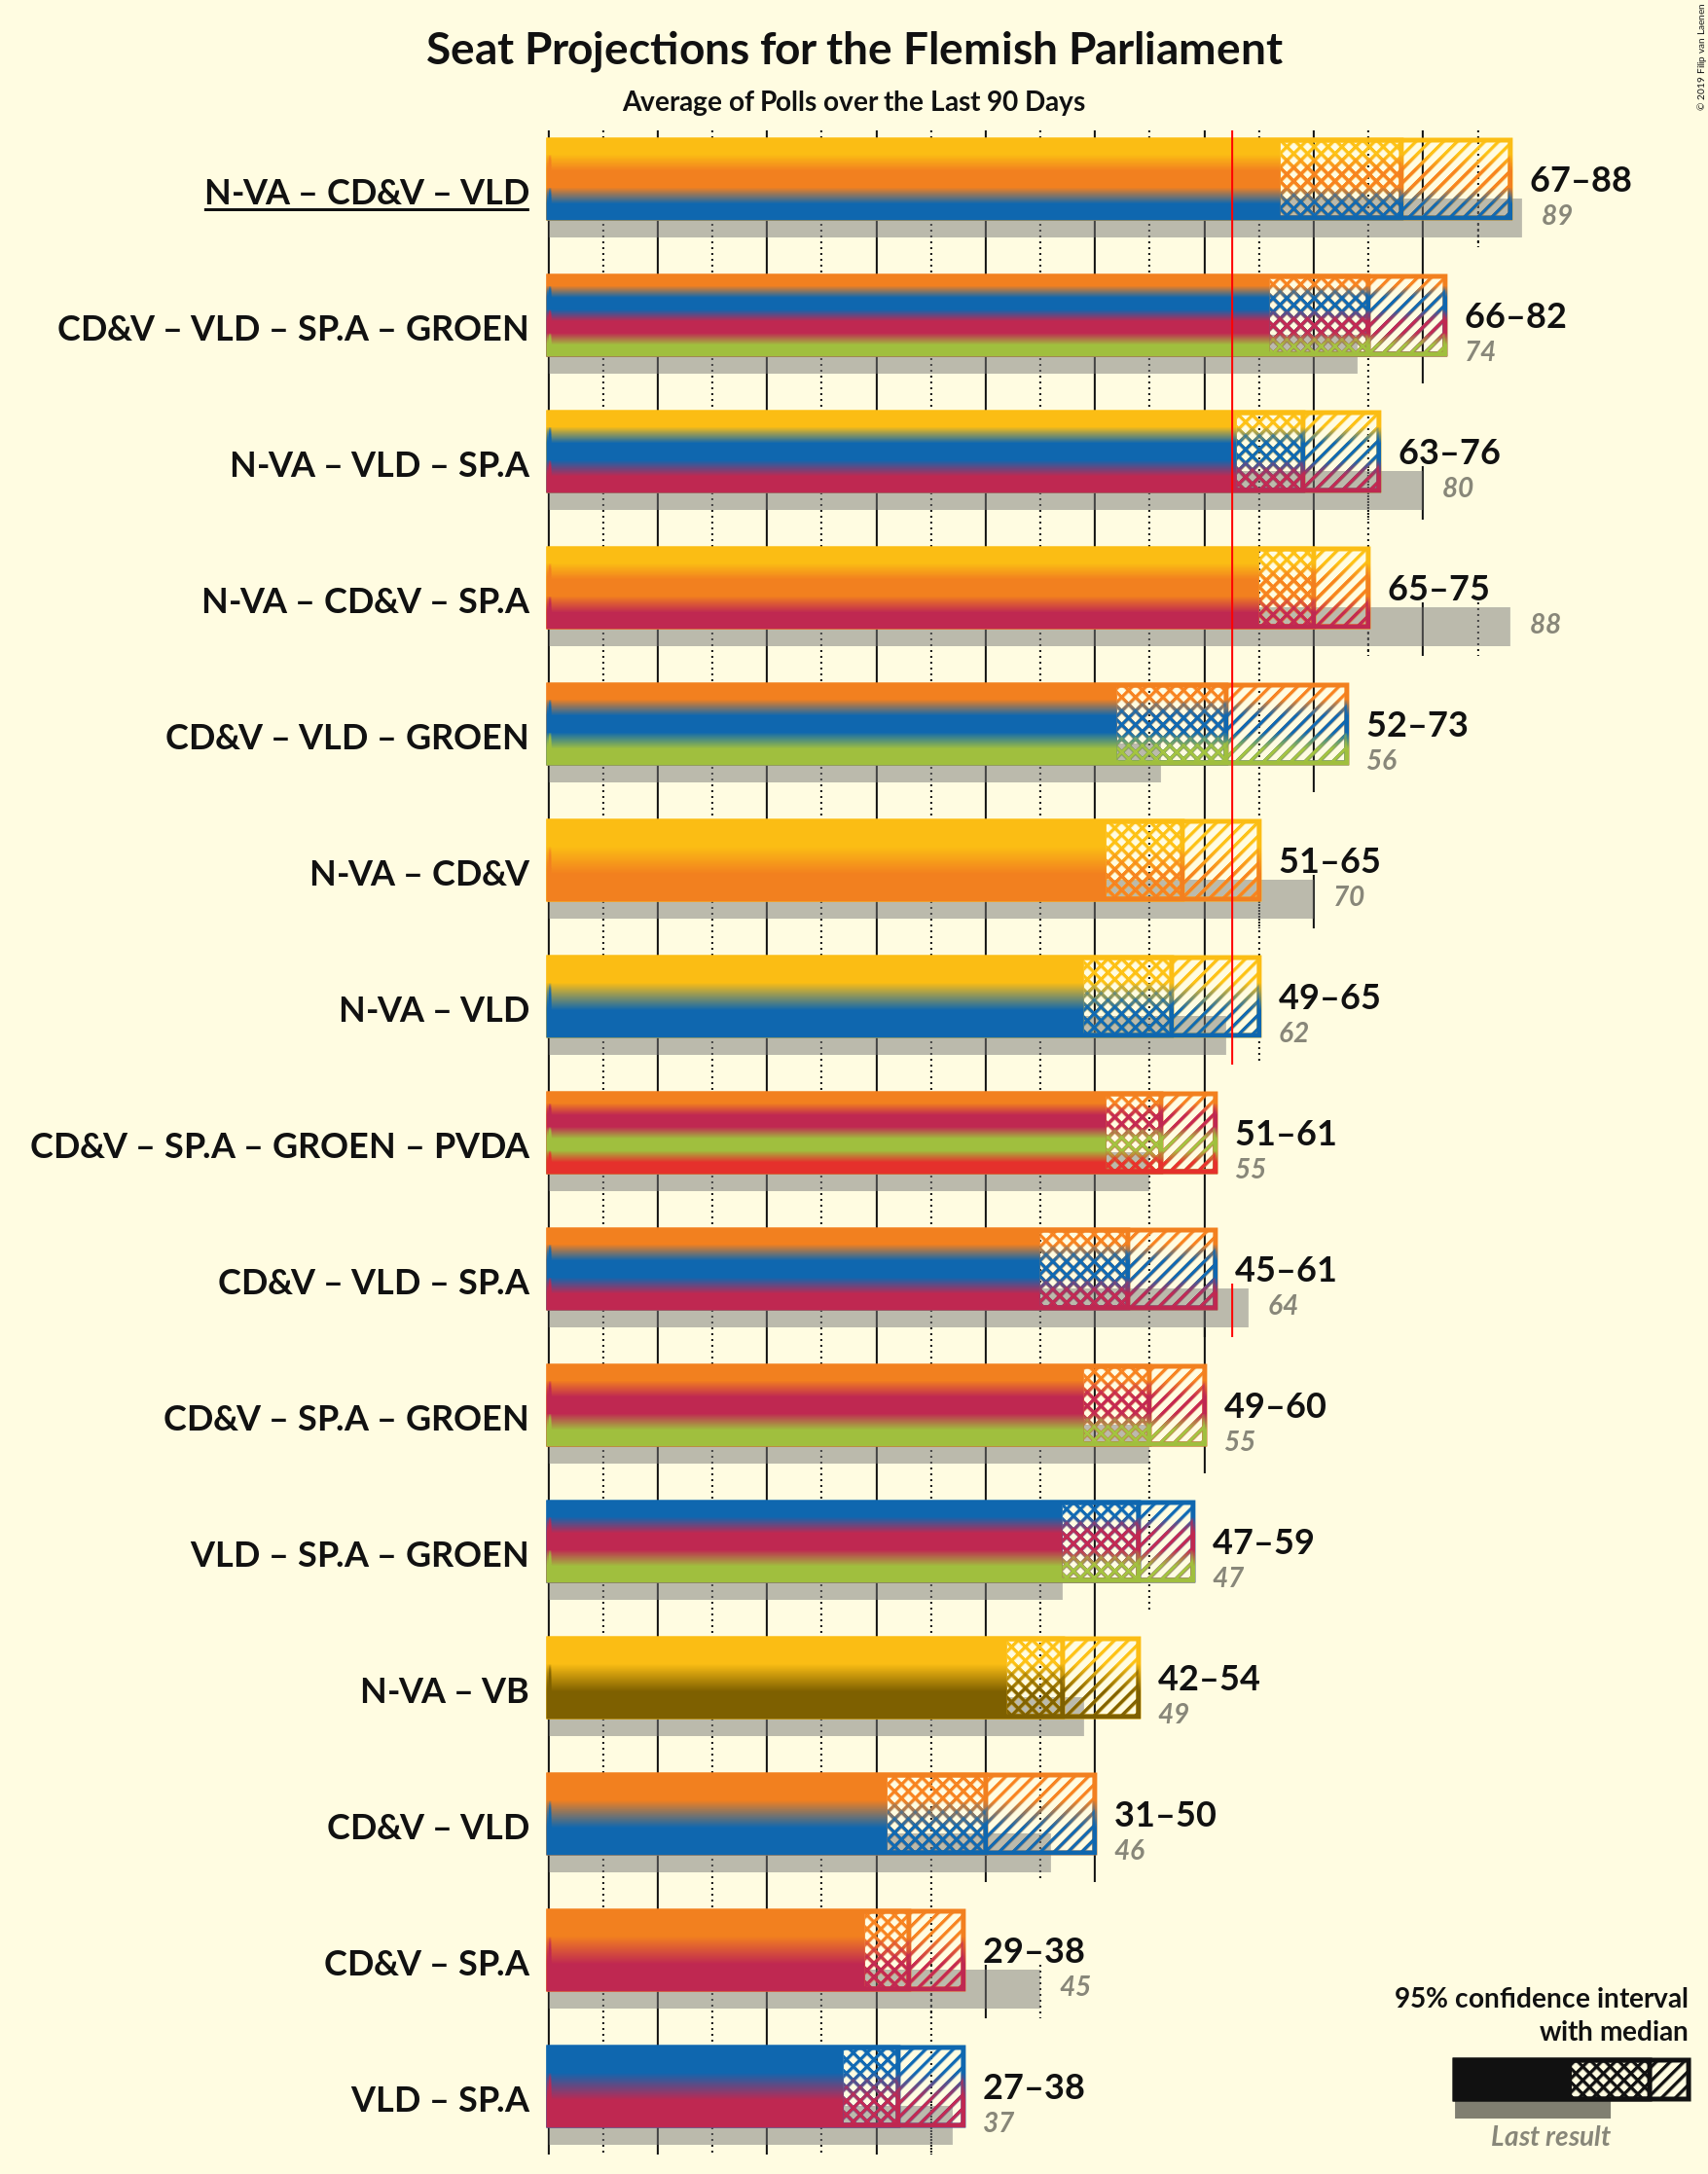 © 2019 Filip van Laenen
Seat Projections for the Flemish Parliament
Average of Polls over the Last 90 Days
N-VA – CD&V – VLD
67–88
89
CD&V – VLD – SP.A – GROEN
66–82
74
N-VA – VLD – SP.A
63–76
80
N-VA – CD&V – SP.A
65–75
88
CD&V – VLD – GROEN
52–73
56
N-VA – CD&V
51–65
70
N-VA – VLD
49–65
62
CD&V – SP.A – GROEN – PVDA
51–61
55
CD&V – VLD – SP.A
45–61
64
CD&V – SP.A – GROEN
49–60
55
VLD – SP.A – GROEN
47–59
47
N-VA – VB
42–54
49
CD&V – VLD
31–50
46
CD&V – SP.A
29–38
45
VLD – SP.A
27–38
37
95% confidence interval
with median
Last result